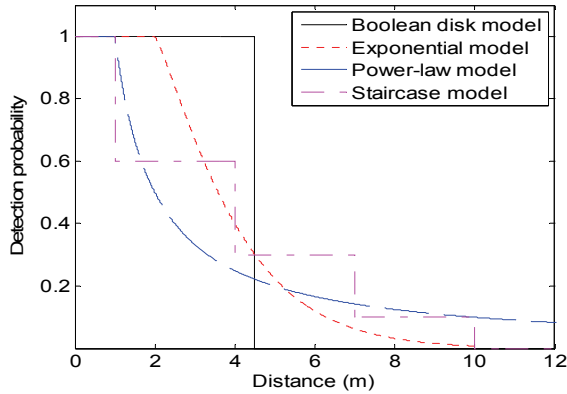 Boolean disk model
Exponential model
Power-law model
Staircase model
Detection probability
1
0.8
0.6
0.4
0.2
0 2 4 6 8 10 12
Distance (m)